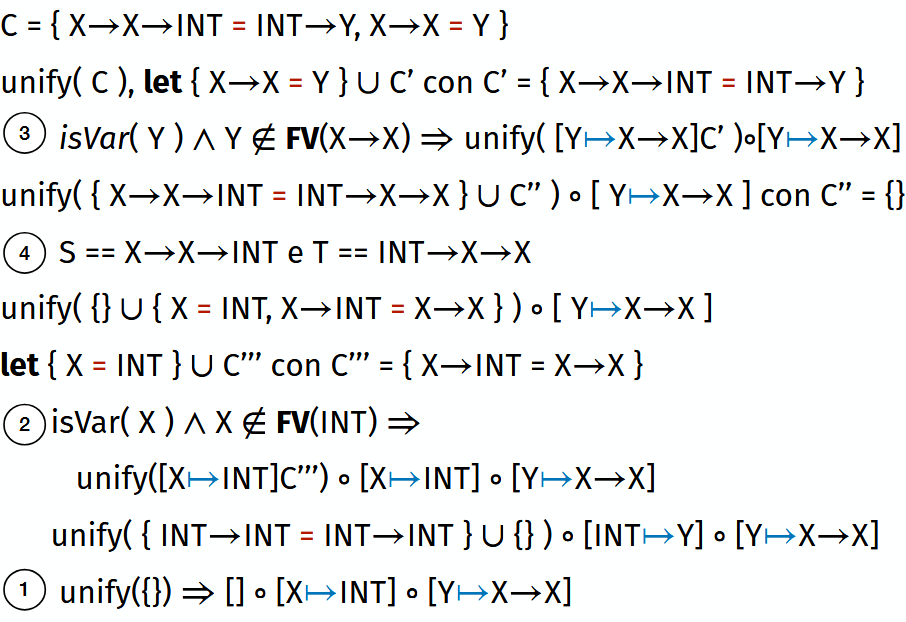 C = { X→X→INT = INT→Y, X→X = Y }
unify( C ), let { X→X = Y } ∪ C’ con C’ = { X→X→INT = INT→Y }
3 isVar( Y ) ∧ Y ∉ FV(X→X) ⇒ unify( [Y↦X→X]C’ )∘[Y↦X→X]
unify( { X→X→INT = INT→X→X } ∪ C’’ ) ∘ [ Y↦X→X ] con C’’ = {}
4 S == X→X→INT e T == INT→X→X
unify( {} ∪ { X = INT, X→INT = X→X } ) ∘ [ Y↦X→X ]
let { X = INT } ∪ C’’’ con C’’’ = { X→INT = X→X }
2 isVar( X ) ∧ X ∉ FV(INT) ⇒
unify([X↦INT]C’’’) ∘ [X↦INT] ∘ [Y↦X→X]
unify( { INT→INT = INT→INT } ∪ {} ) ∘ [INT↦Y] ∘ [Y↦X→X]
1 unify({}) ⇒ [] ∘ [X↦INT] ∘ [Y↦X→X]